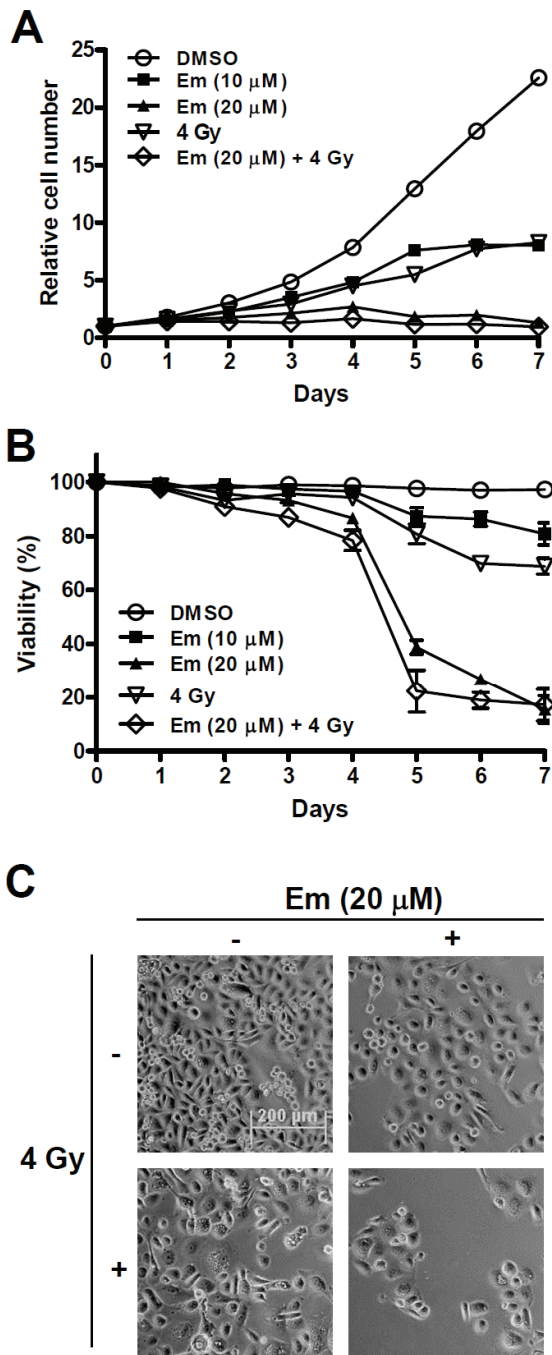 A
Relative cell number
25
20
15
10
5
0
DMSO
Em (10 μM)
Em (20 μM)
4 Gy
Em (20 μM) + 4 Gy
0 1 2 3 4 5 6 7
Days
B
Viability (%)
100
80
60
40
20
0
DMSO
Em (10 μM)
Em (20 μM)
4 Gy
Em (20 μM) + 4 Gy
0 1 2 3 4 5 6 7
Days
C
Em (20 μM)
- +
4 Gy
-
200 μm
+